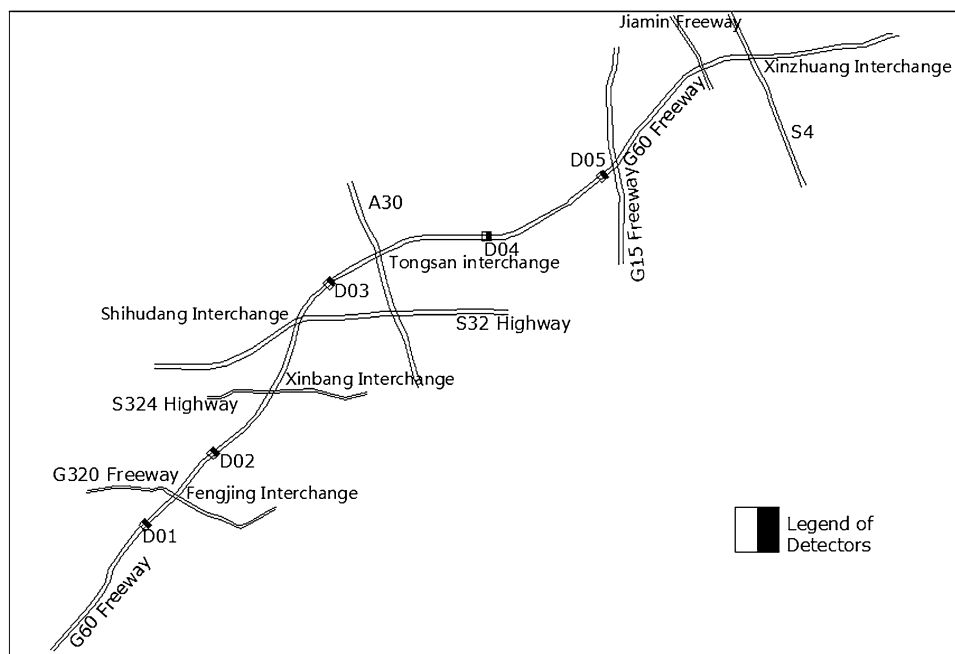 Jiamin Freeway
Xinzhuang Interchange
S4
G60 Freeway
D05
G15 Freeway
A30
D04
Tongsan interchange
D03
Shihudang Interchange
S32 Highway
Xinbang Interchange
S324 Highway
D02
G320 Freeway
Fengjing Interchange
D01
G60 Freeway
Legend of
Detectors